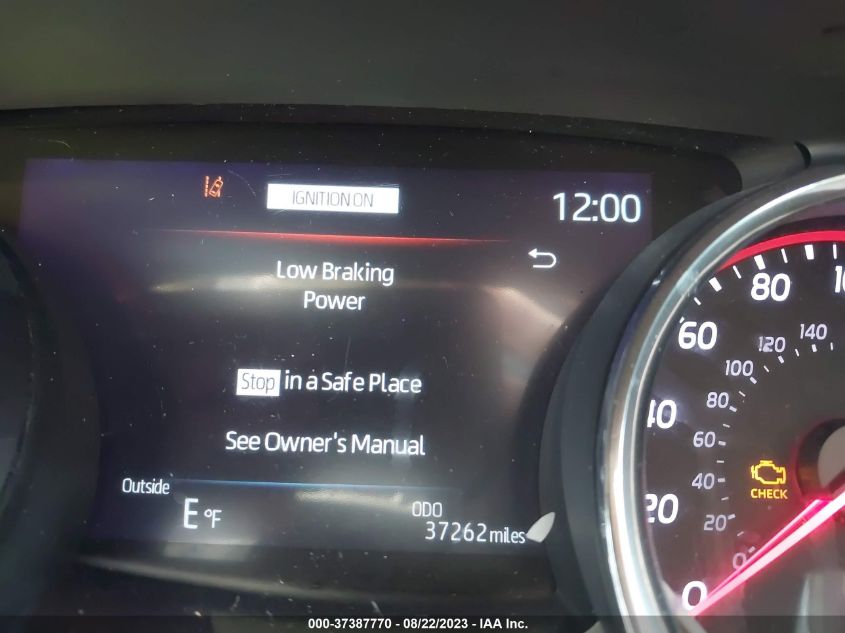 IGNITION ON
12:00
Low Braking
Power
Stop in a Safe Place
See Owner's Manual
Outside
E °F
ODO
37262 miles
80
60
40
20
0
140
120
100
80
60
40
20
0
CHECK
000-37387770 - 08/22/2023 - IAA Inc.